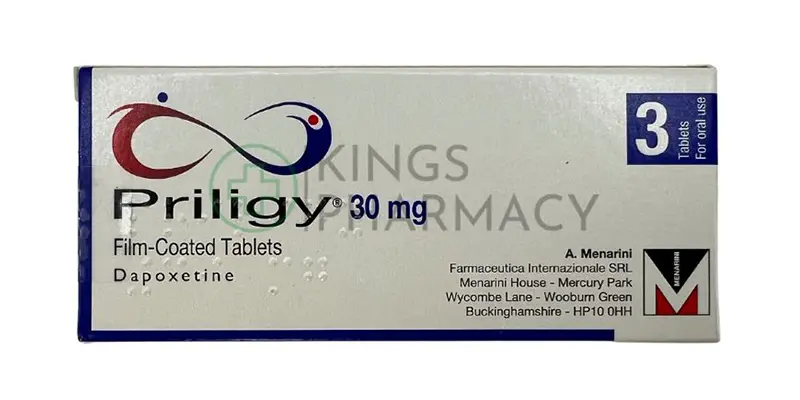 3
Tablets
For oral use
KINGS
PHARMACY
Priligy® 30 mg
Film-Coated Tablets
Dapoxetine
A. Menarini
Farmaceutica Internazionale SRL
Menarini House - Mercury Park
Wycombe Lane - Wooburn Green
Buckinghamshire - HP10 0HH
MENARINI